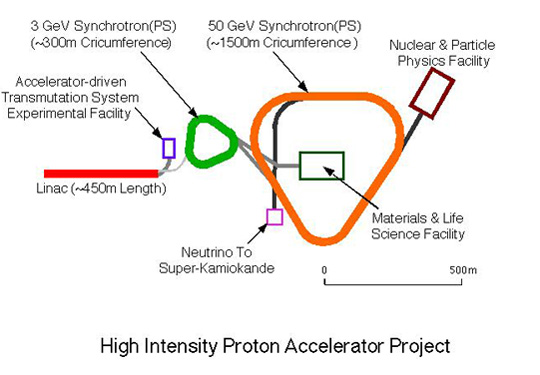 3 GeV Synchrotron(PS)
(~300m Cricumference)
50 GeV Synchrotron(PS)
(~1500m Circumference )
Nuclear & Particle
Physics Facility
Accelerator-driven
Transmutation System
Experimental Facility
Linac (~450m Length)
Materials & Life
Science Facility
Neutrino To
Super-Kamiokande
0
500m
High Intensity Proton Accelerator Project